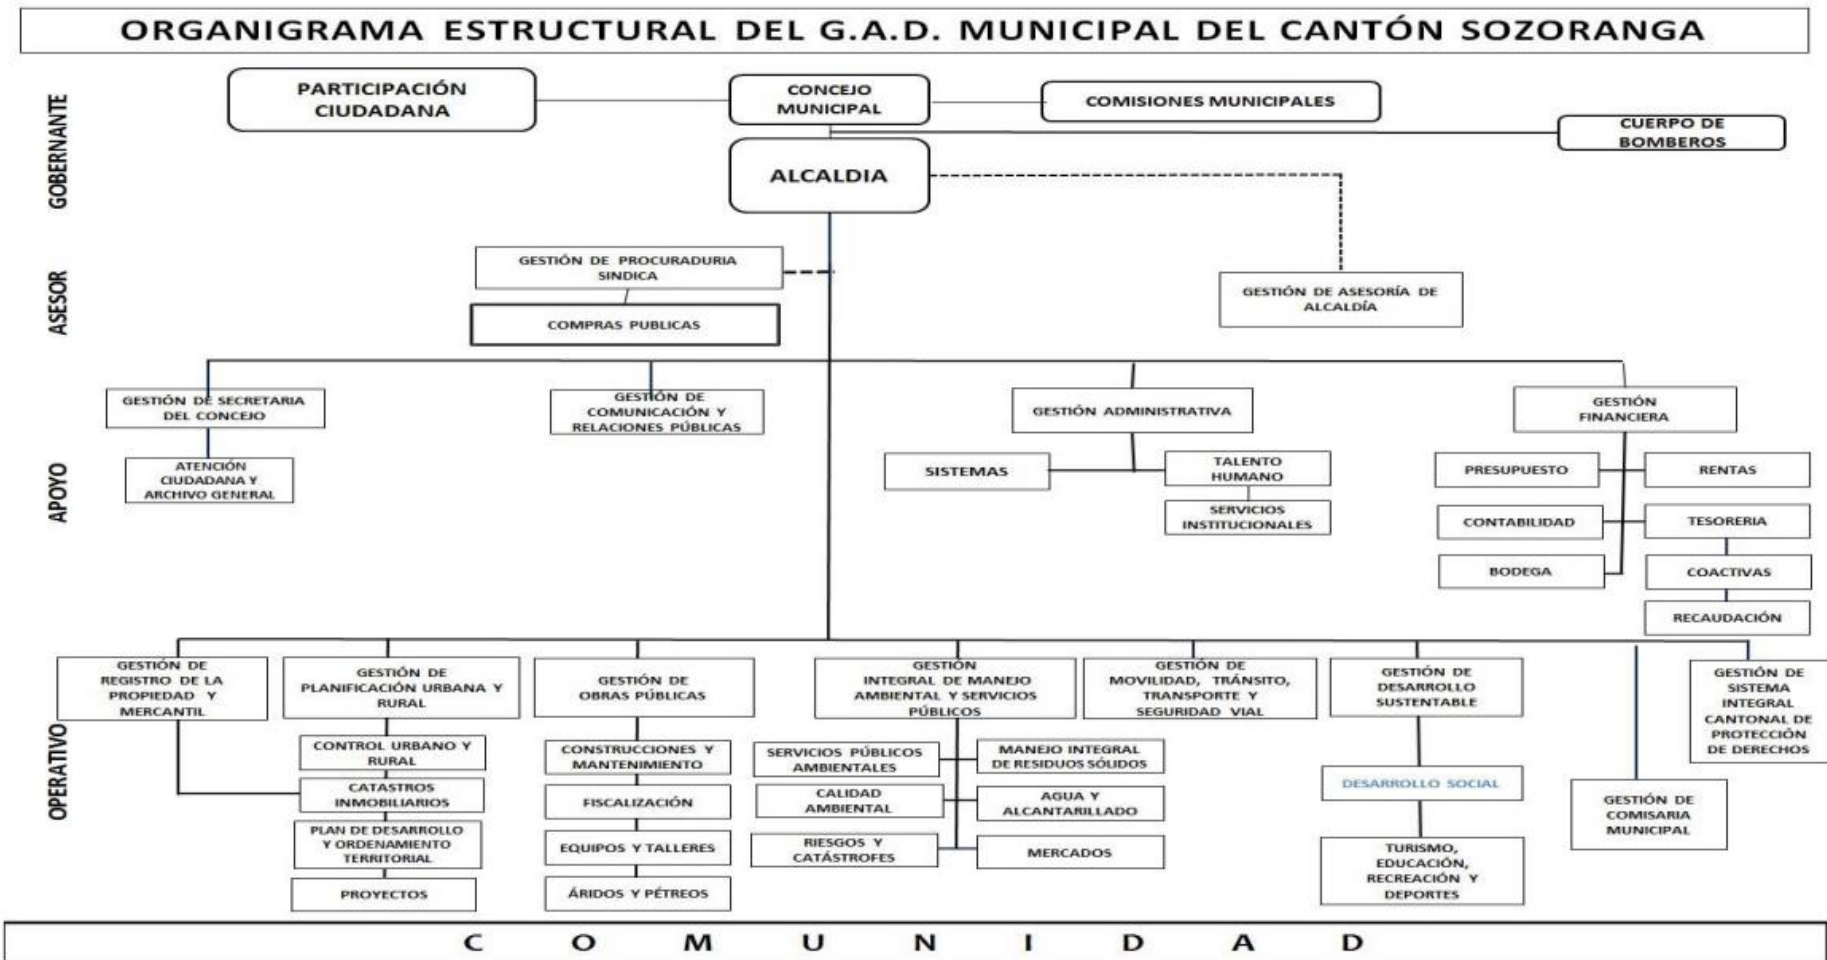 ORGANIGRAMA ESTRUCTURAL DEL G.A.D. MUNICIPAL DEL CANTÓN SOZORANGA
GOBERNANTE
PARTICIPACIÓN
CIUDADANA
CONCEJO
MUNICIPAL
COMISIONES MUNICIPALES
CUERPO DE
BOMBEROS
ALCALDIA
ASESOR
GESTIÓN DE PROCURADURIA
SINDICA
COMPRAS PUBLICAS
GESTIÓN DE ASESORÍA DE
ALCALDÍA
APOYO
GESTIÓN DE SECRETARIA
DEL CONCEJO
ATENCIÓN
CIUDADANA Y
ARCHIVO GENERAL
GESTIÓN DE
COMUNICACIÓN Y
RELACIONES PÚBLICAS
GESTIÓN ADMINISTRATIVA
SISTEMAS
TALENTO
HUMANO
SERVICIOS
INSTITUCIONALES
GESTIÓN
FINANCIERA
PRESUPUESTO
RENTAS
CONTABILIDAD
TESORERIA
BODEGA
COACTIVAS
RECAUDACIÓN
OPERATIVO
GESTIÓN DE
REGISTRO DE LA
PROPIEDAD Y
MERCANTIL
GESTIÓN DE
PLANIFICACIÓN URBANA Y
RURAL
CONTROL URBANO Y
RURAL
CATASTROS
INMOBILIARIOS
PLAN DE DESARROLLO
Y ORDENAMIENTO
TERRITORIAL
PROYECTOS
GESTIÓN DE
OBRAS PÚBLICAS
CONSTRUCCIONES Y
MANTENIMIENTO
FISCALIZACIÓN
EQUIPOS Y TALLERES
ÁRIDOS Y PÉTREOS
GESTIÓN
INTEGRAL DE MANEJO
AMBIENTAL Y SERVICIOS
PÚBLICOS
SERVICIOS PÚBLICOS
AMBIENTALES
MANEJO INTEGRAL
DE RESIDUOS SÓLIDOS
CALIDAD
AMBIENTAL
AGUA Y
ALCANTARILLADO
RIESGOS Y
CATÁSTROFES
MERCADOS
GESTIÓN DE
MOVILIDAD, TRÁNSITO,
TRANSPORTE Y
SEGURIDAD VIAL
GESTIÓN DE
DESARROLLO
SUSTENTABLE
DESARROLLO SOCIAL
TURISMO,
EDUCACIÓN,
RECREACIÓN Y
DEPORTES
GESTIÓN DE
COMISARIA
MUNICIPAL
GESTIÓN DE
SISTEMA
INTEGRAL
CANTONAL DE
PROTECCIÓN
DE DERECHOS
C O M U N I D A D